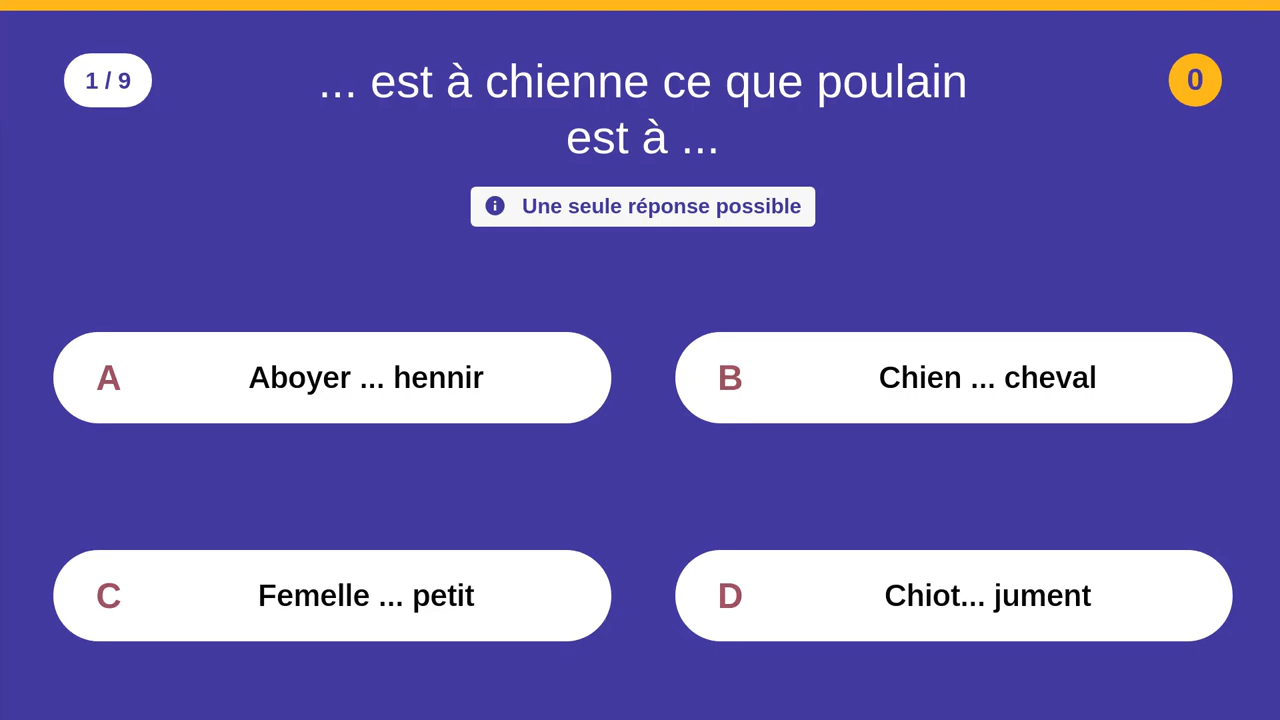 1 / 9
... est à chienne ce que poulain
est à ...
0
Une seule réponse possible
A
Aboyer ... hennir
B
Chien ... cheval
C
Femelle ... petit
D
Chiot... jument